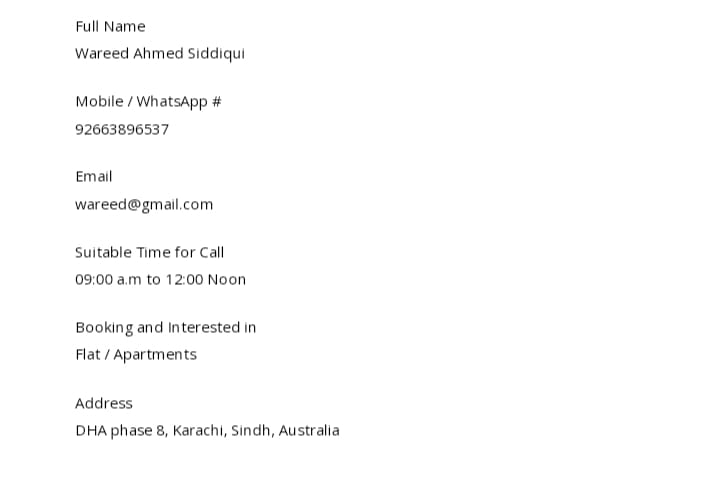 Full Name
Wareed Ahmed Siddiqui
Mobile / WhatsApp #
92663896537
Email
wareed@gmail.com
Suitable Time for Call
09:00 a.m to 12:00 Noon
Booking and Interested in
Flat / Apartments
Address
DHA phase 8, Karachi, Sindh, Australia